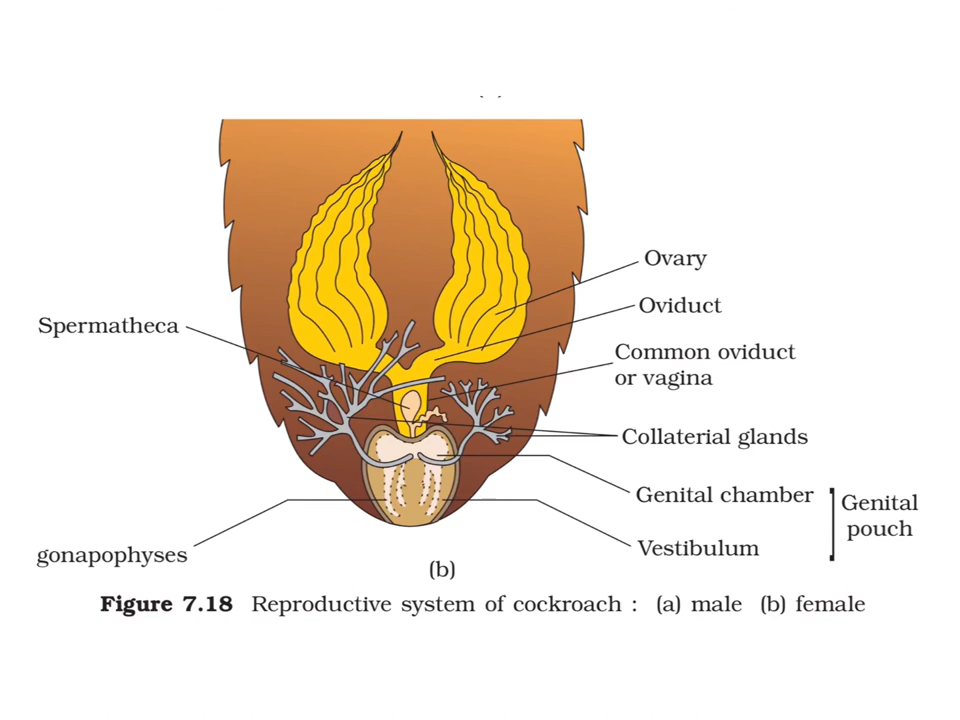 Ovary
Oviduct
Spermatheca
Common oviduct
or vagina
Collaterial glands
Genital chamber
Genital
pouch
Vestibulum
gonapophyses
(b)
Figure 7.18 Reproductive system of cockroach : (a) male (b) female